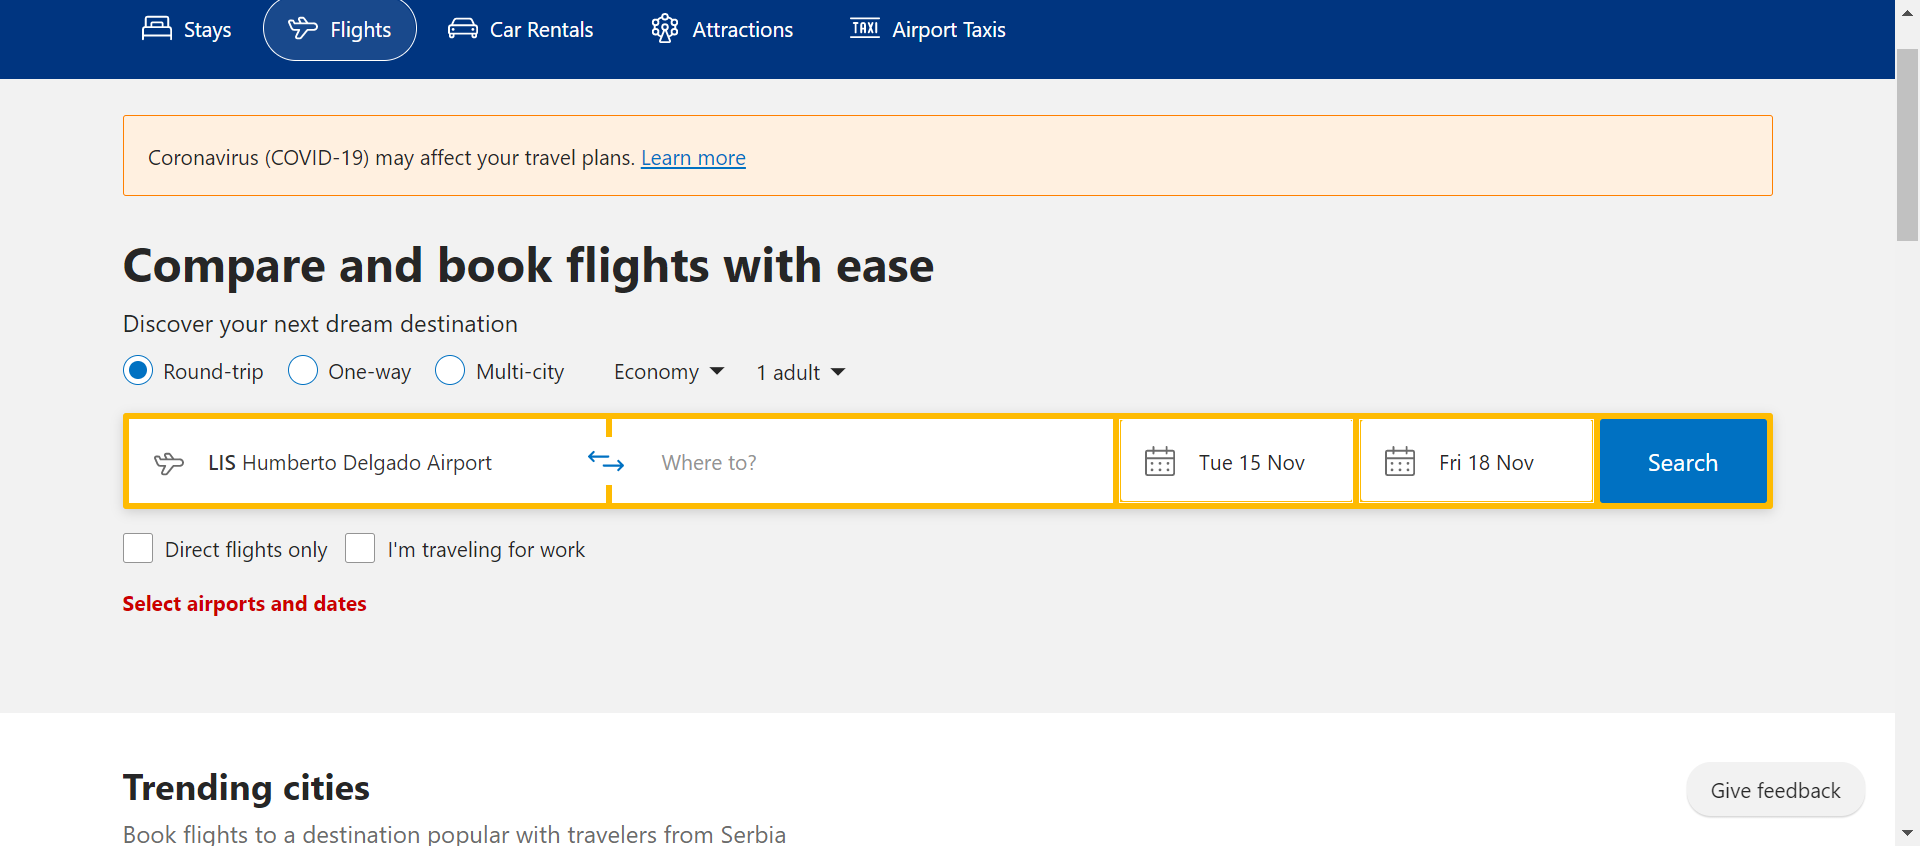 Stays Flights Car Rentals TAXI Airport Taxis Attractions
Coronavirus (COVID-19) may affect your travel plans. Learn more
Compare and book flights with ease
Discover your next dream destination
Round-trip One-way Multi-city Economy 1 adult
LIS Humberto Delgado Airport Where to? Tue 15 Nov Fri 18 Nov Search
Direct flights only I'm traveling for work
Select airports and dates
Trending cities
Give feedback
Book flights to a destination popular with travelers from Serbia